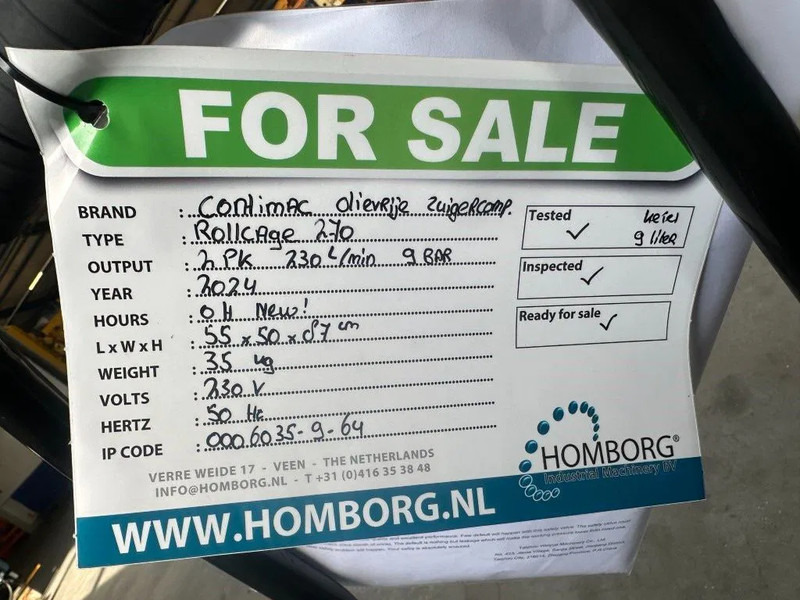 FOR SALE
BRAND : Contimac olievrije zuigercomp.
TYPE : Rollcage 270
OUTPUT : 2 PK 230 L/min 9 BAR
YEAR : 2024
HOURS : 0 H New!
L x W x H : 55 x 50 x 87 cm
WEIGHT : 35 kg
VOLTS : 230 V
HERTZ : 50 Hz
IP CODE : 0006035-9-64
Tested ✓ ketel
9 liter
Inspected ✓
Ready for sale ✓
VERRE WEIDE 17 - VEEN - THE NETHERLANDS
INFO@HOMBORG.NL - T +31 (0)416 35 38 48
HOMBORG®
Industrial Machinery BV
WWW.HOMBORG.NL